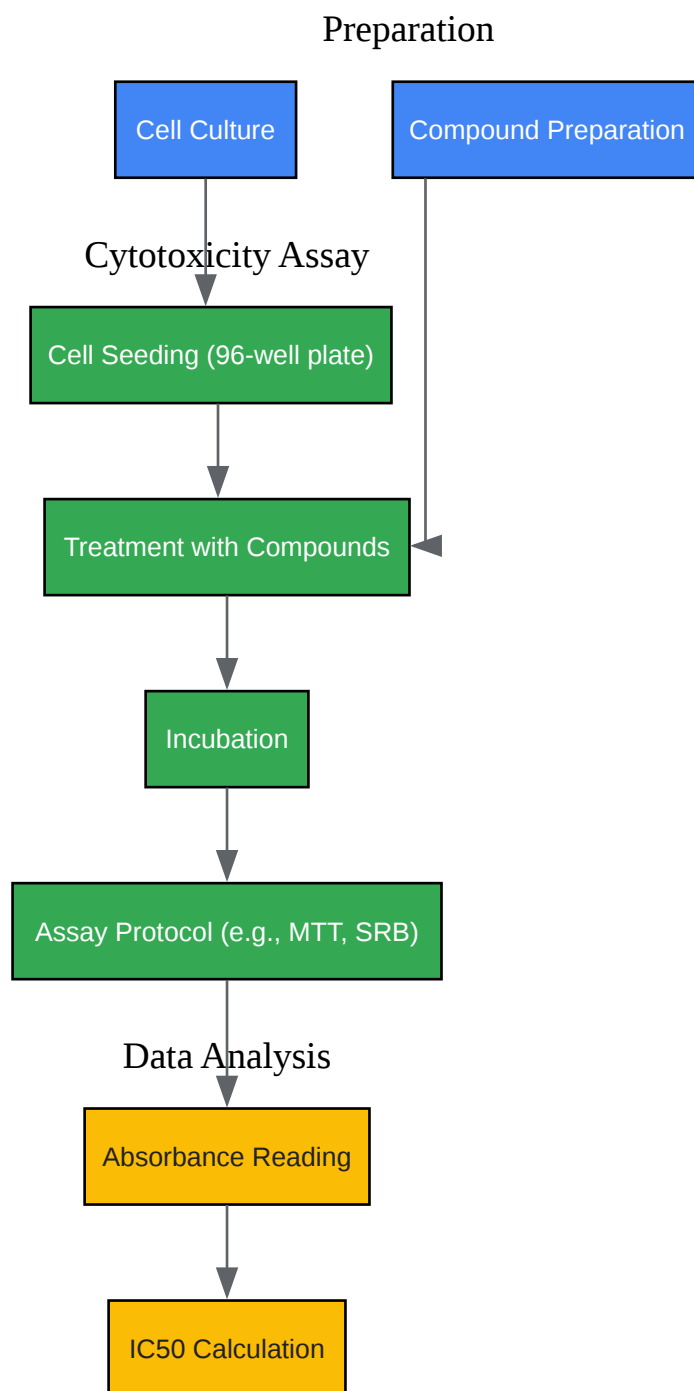 Preparation
Cell Culture
Compound Preparation
Cytotoxicity Assay
Cell Seeding (96-well plate)
Treatment with Compounds
Incubation
Assay Protocol (e.g., MTT, SRB)
Data Analysis
Absorbance Reading
IC50 Calculation